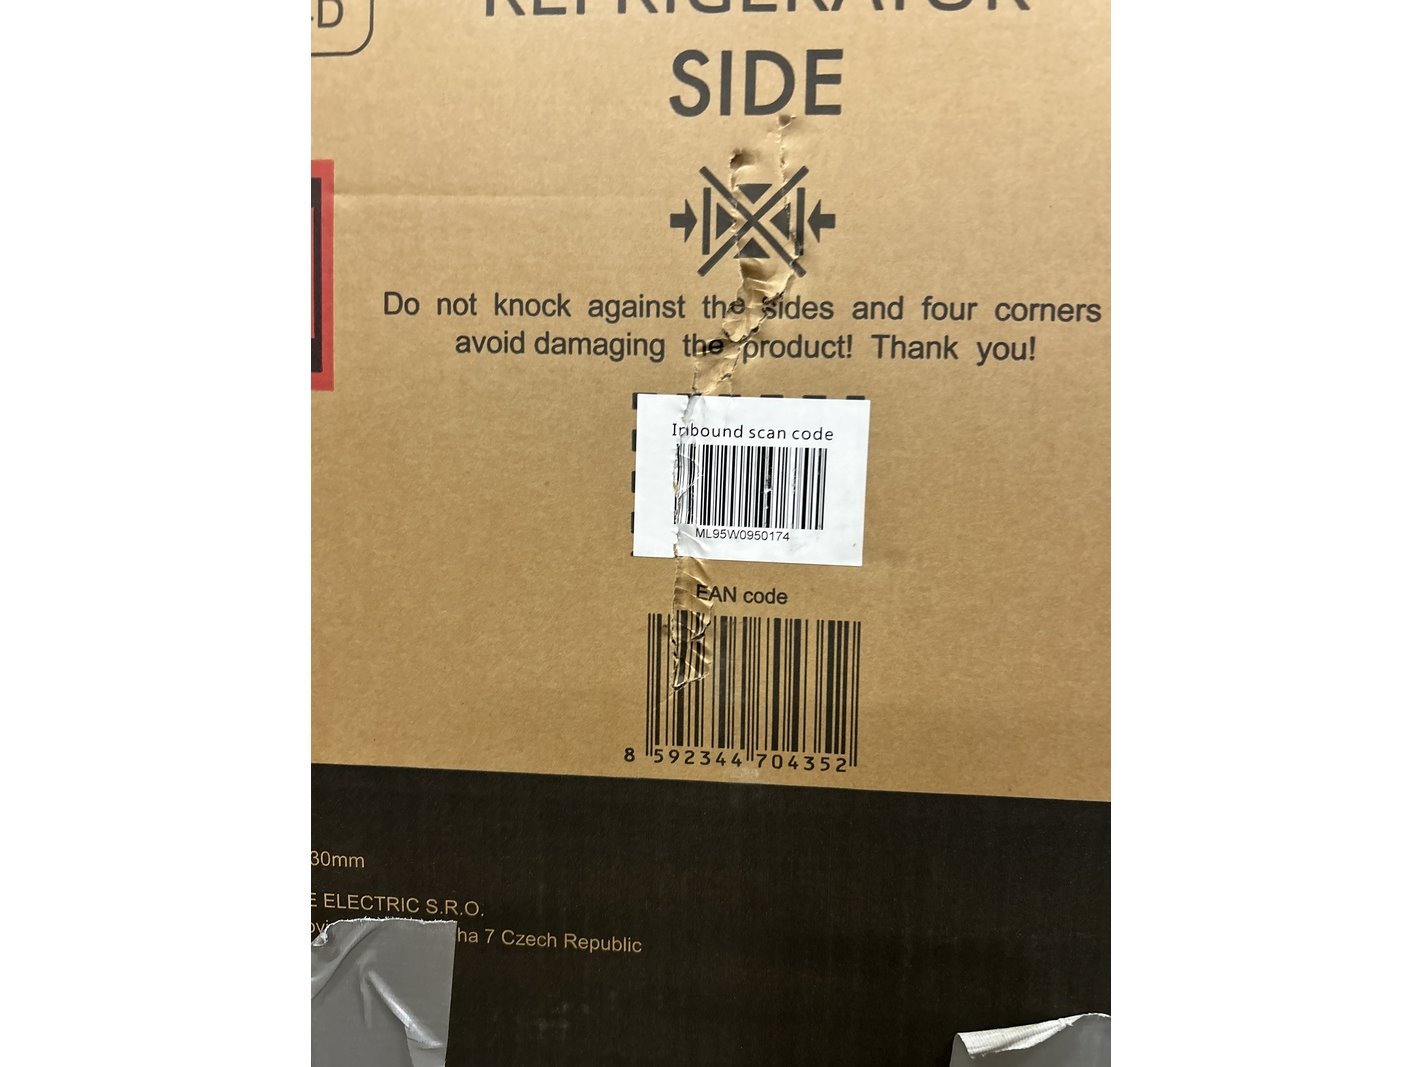 -D
REFRIGERATOR
SIDE
Do not knock against the sides and four corners
avoid damaging the product! Thank you!
Inbound scan code
ML95W0950174
EAN code
8 592344 704352
30mm
E ELECTRIC S.R.O.
ha 7 Czech Republic